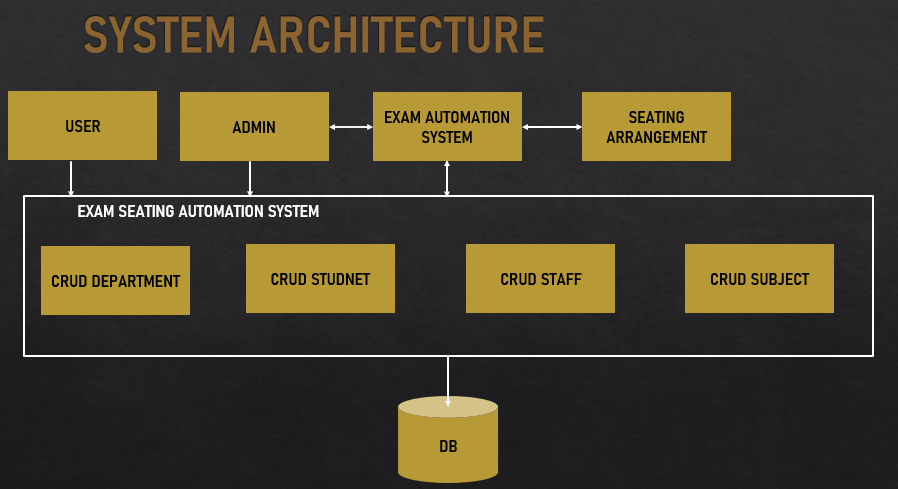 SYSTEM ARCHITECTURE
USER
ADMIN
EXAM AUTOMATION
SYSTEM
SEATING
ARRANGEMENT
EXAM SEATING AUTOMATION SYSTEM
CRUD DEPARTMENT
CRUD STUDNET
CRUD STAFF
CRUD SUBJECT
DB